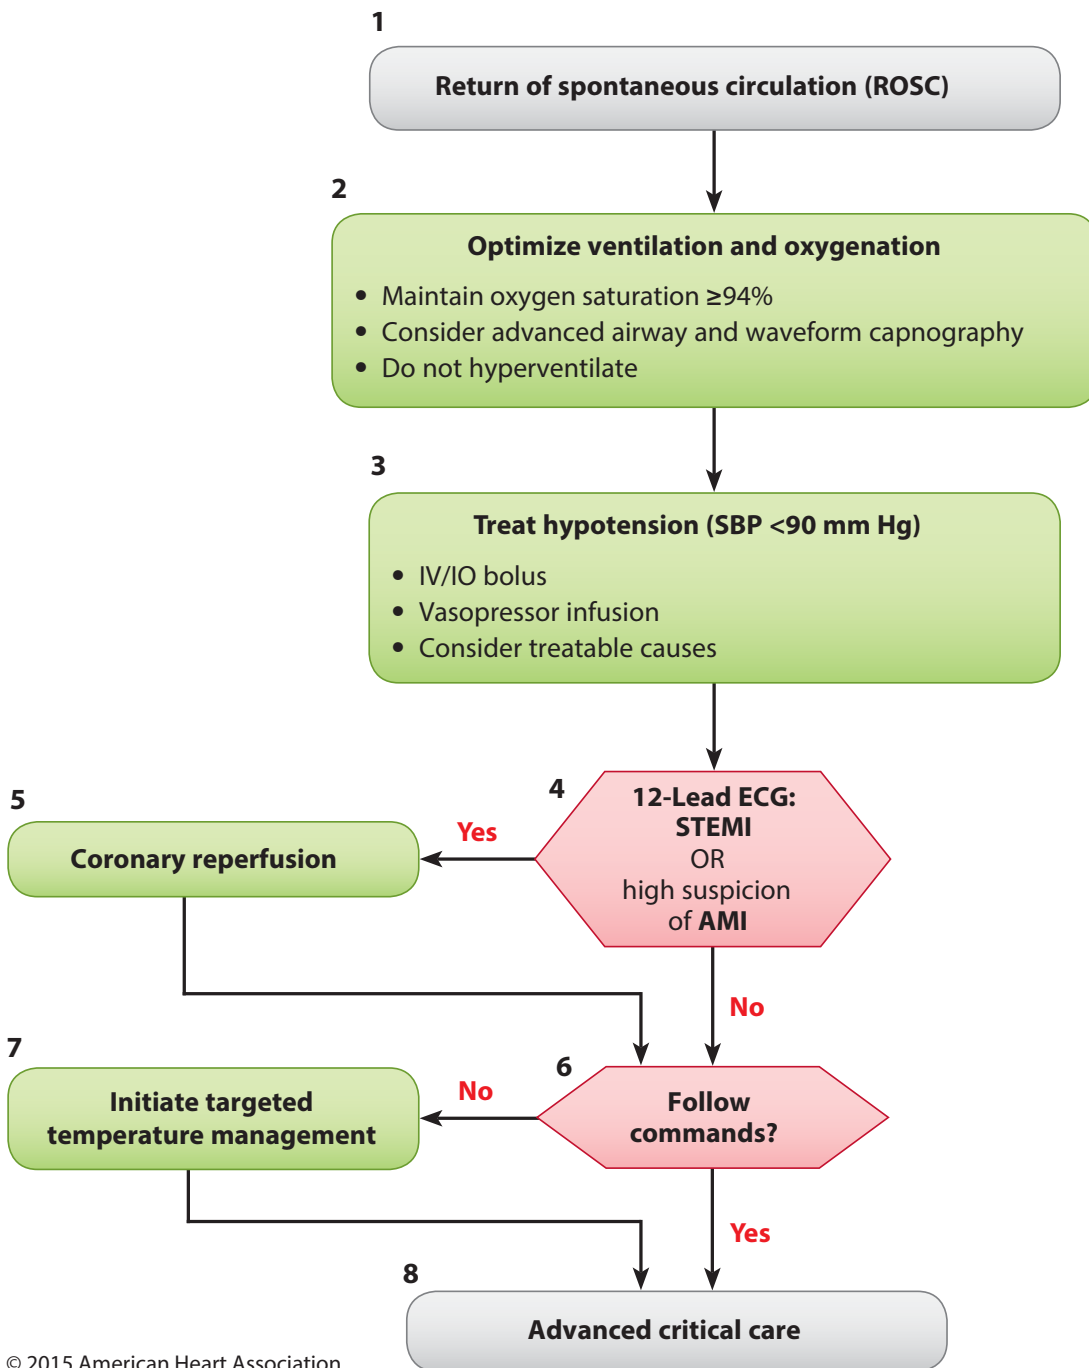 1
Return of spontaneous circulation (ROSC)
2
Optimize ventilation and oxygenation
• Maintain oxygen saturation ≥94%
• Consider advanced airway and waveform capnography
• Do not hyperventilate
3
Treat hypotension (SBP <90 mm Hg)
• IV/IO bolus
• Vasopressor infusion
• Consider treatable causes
4
12-Lead ECG:
STEMI
OR
high suspicion
of AMI
Yes
5
Coronary reperfusion
No
6
Follow
commands?
No
7
Initiate targeted
temperature management
Yes
8
Advanced critical care
© 2015 American Heart Association